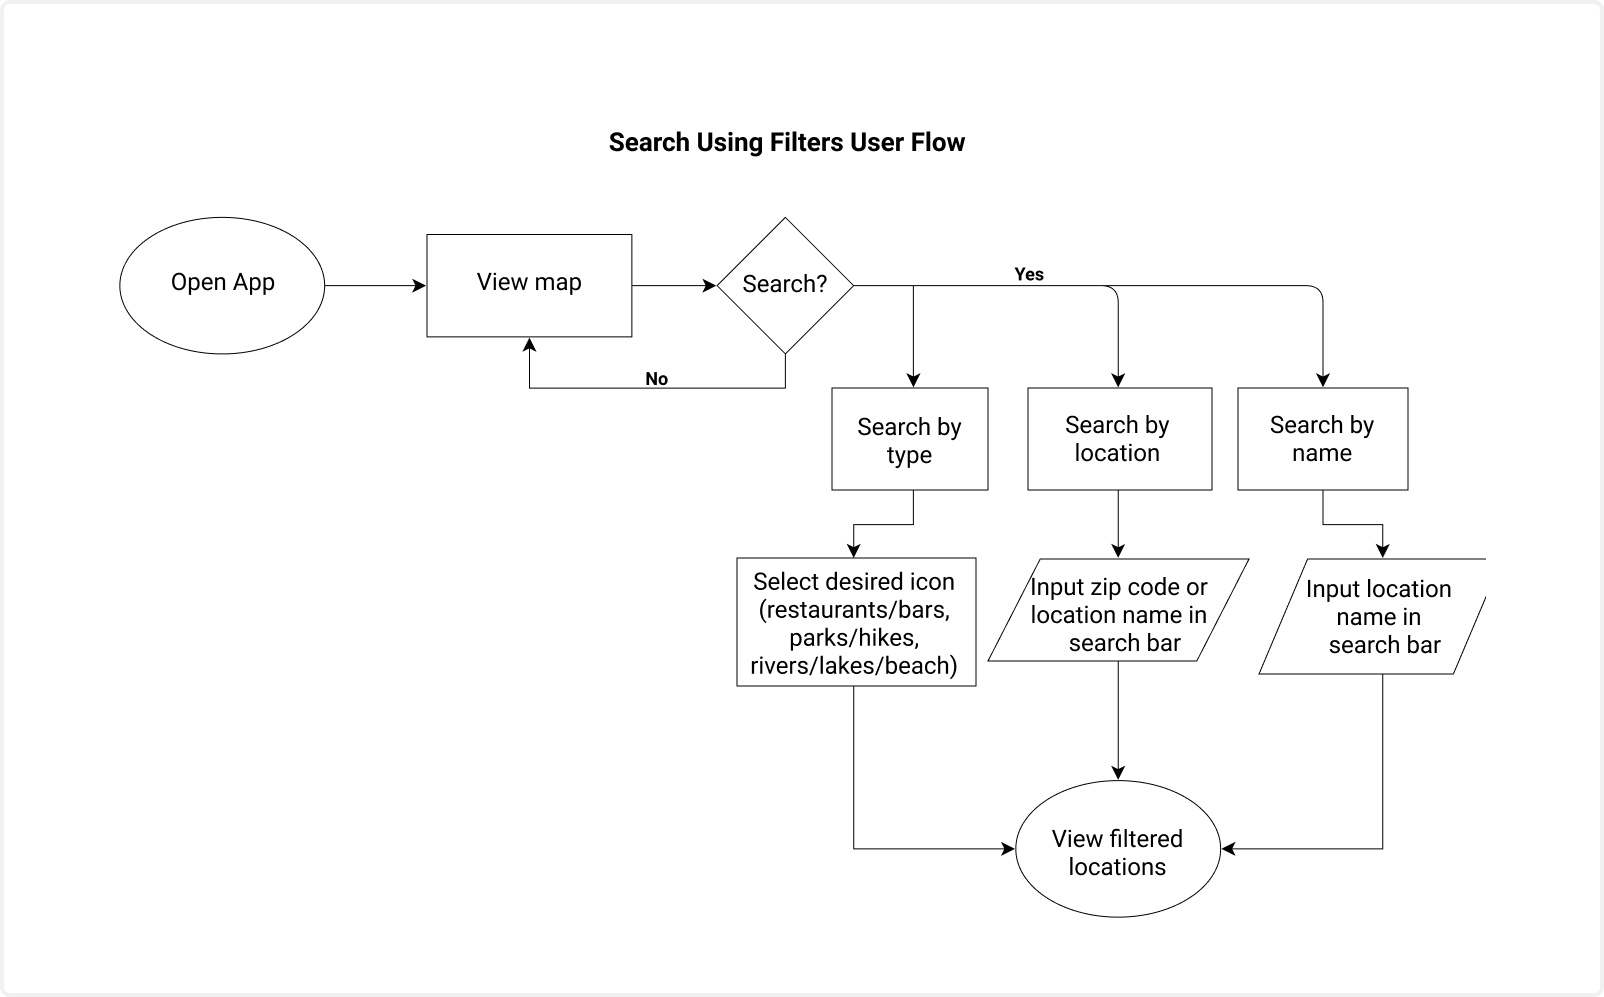 Search Using Filters User Flow
Open App
View map
Search?
Yes
No
Search by
type
Search by
location
Search by
name
Select desired icon
(restaurants/bars,
parks/hikes,
rivers/lakes/beach)
Input zip code or
location name in
search bar
Input location
name in
search bar
View filtered
locations